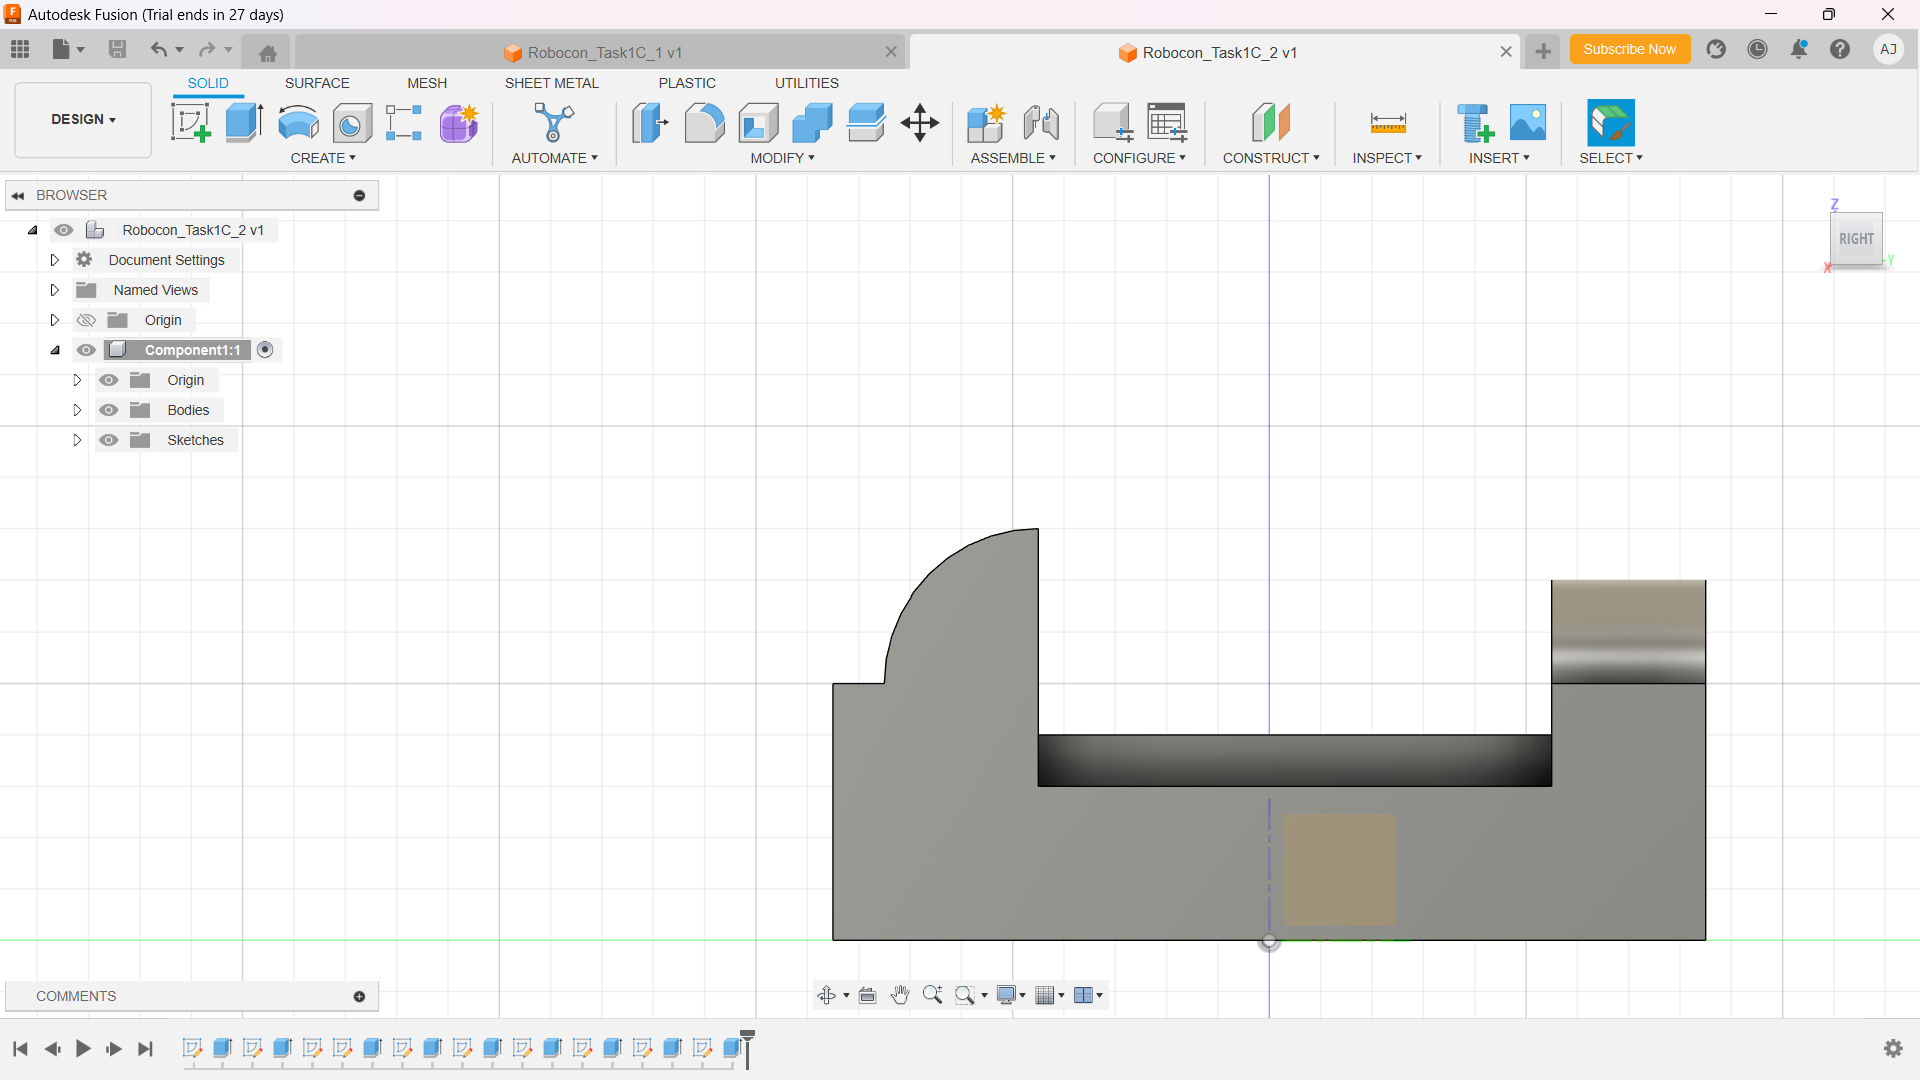 Autodesk Fusion (Trial ends in 27 days)
Robocon_Task1C_1 v1
Robocon_Task1C_2 v1
Subscribe Now
AJ
DESIGN
SOLID
SURFACE
MESH
SHEET METAL
PLASTIC
UTILITIES
CREATE
AUTOMATE
MODIFY
ASSEMBLE
CONFIGURE
CONSTRUCT
INSPECT
INSERT
SELECT
BROWSER
Robocon_Task1C_2 v1
Document Settings
Named Views
Origin
Component1:1
Origin
Bodies
Sketches
Z
RIGHT
X
Y
COMMENTS